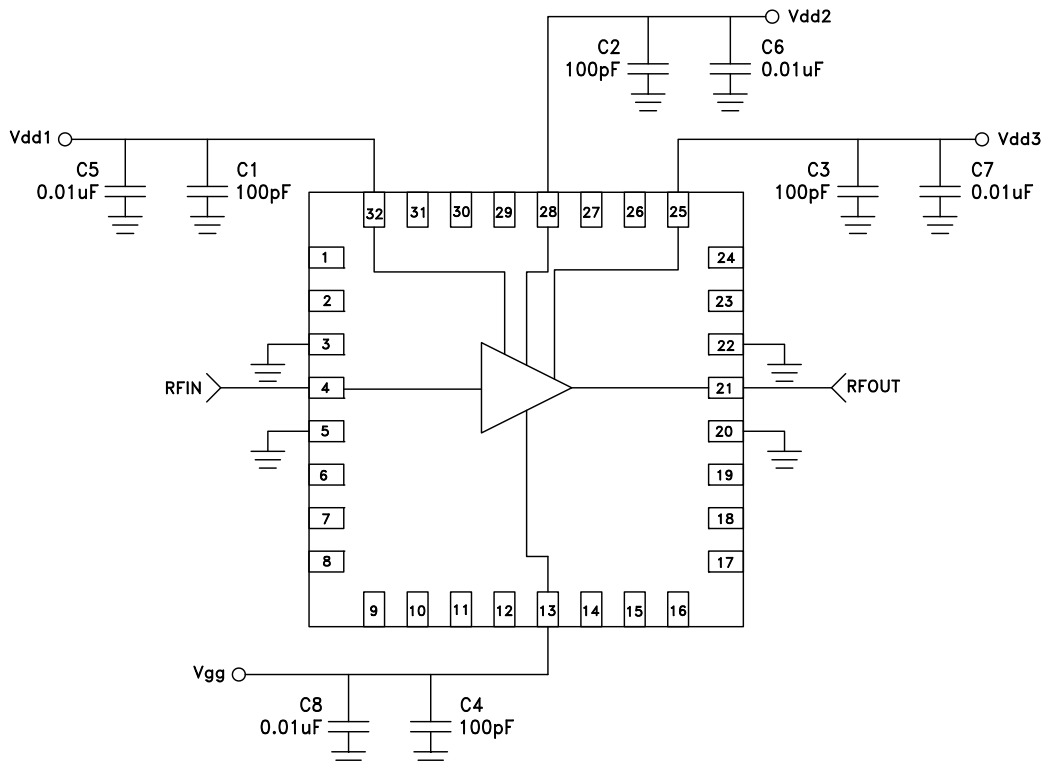 Vdd2
C2
100pF
C6
0.01uF
Vdd1
Vdd3
C5
0.01uF
C1
100pF
C3
100pF
C7
0.01uF
32
31
30
29
28
27
26
25
1
24
2
23
3
22
RFIN
4
21
RFOUT
5
20
6
19
7
18
8
17
9
10
11
12
13
14
15
16
Vgg
C8
0.01uF
C4
100pF